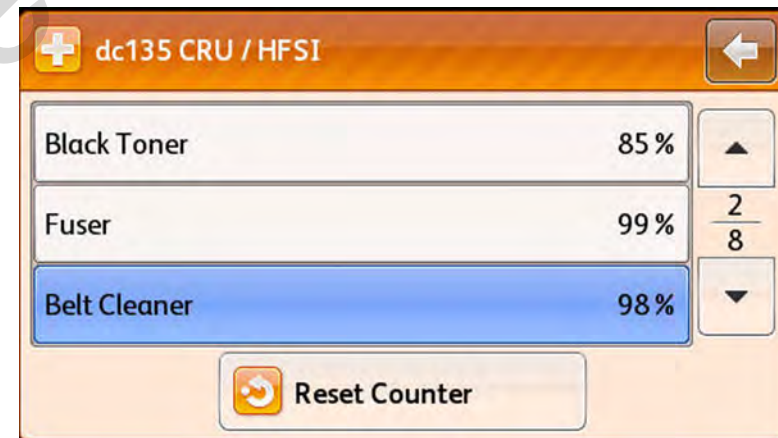 dc135 CRU / HFSI
Black Toner 85 %
Fuser 99 %
2
8
Belt Cleaner 98 %
Reset Counter